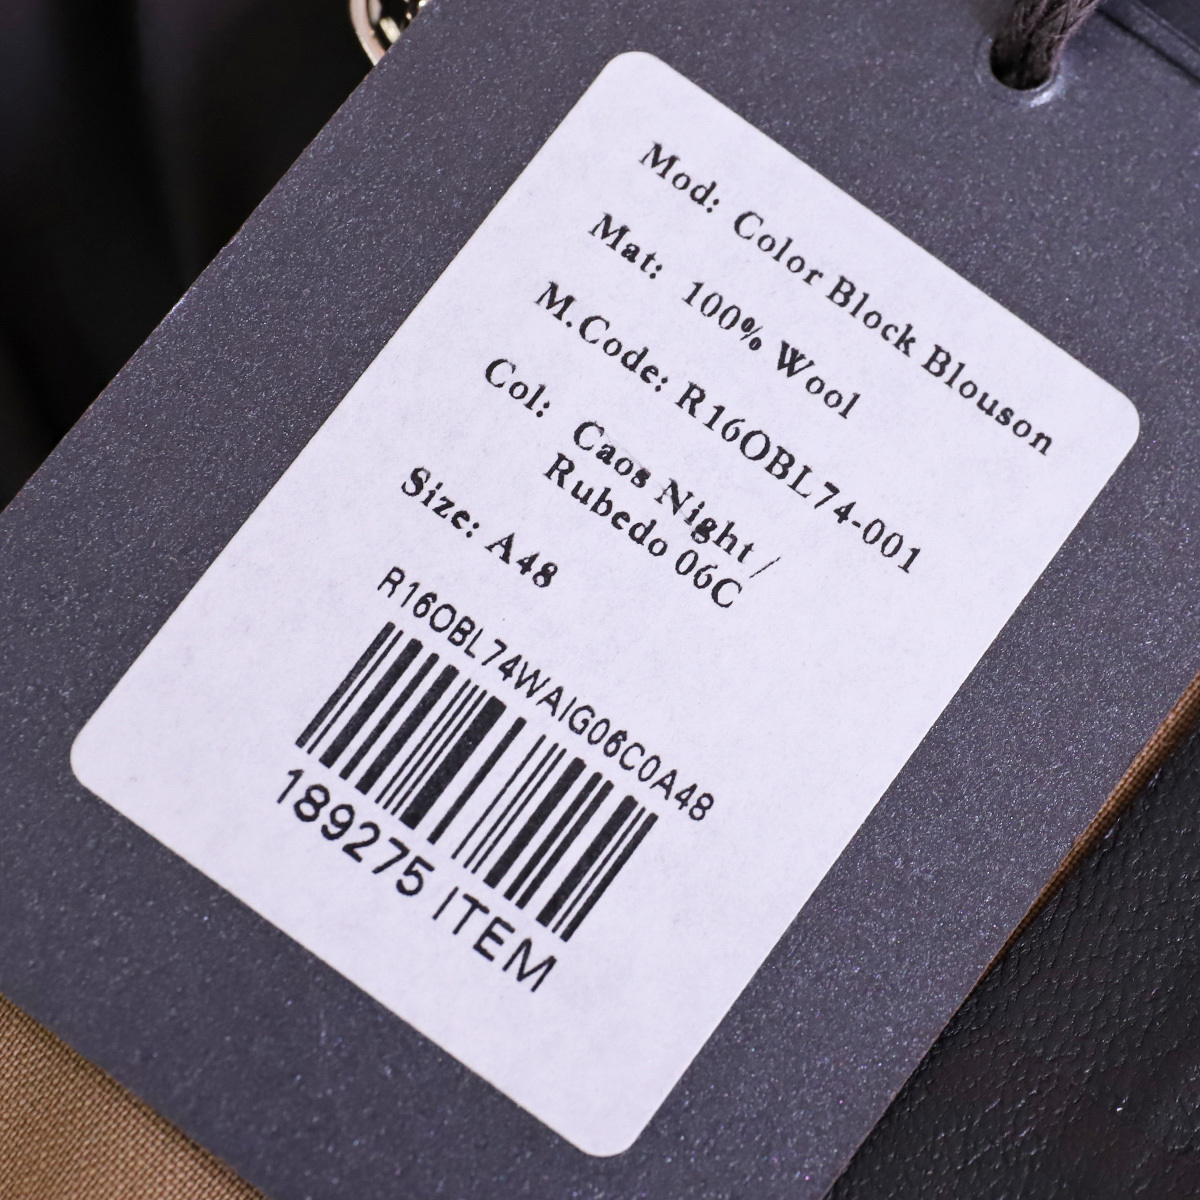 Mod: Color Block Blouson
Mat: 100% Wool
M.Code: R16OBL74-001
Col: Caos Night /
Rubedo 06C
Size: A48
R16OBL74WAIG06C0A48
189275 ITEM